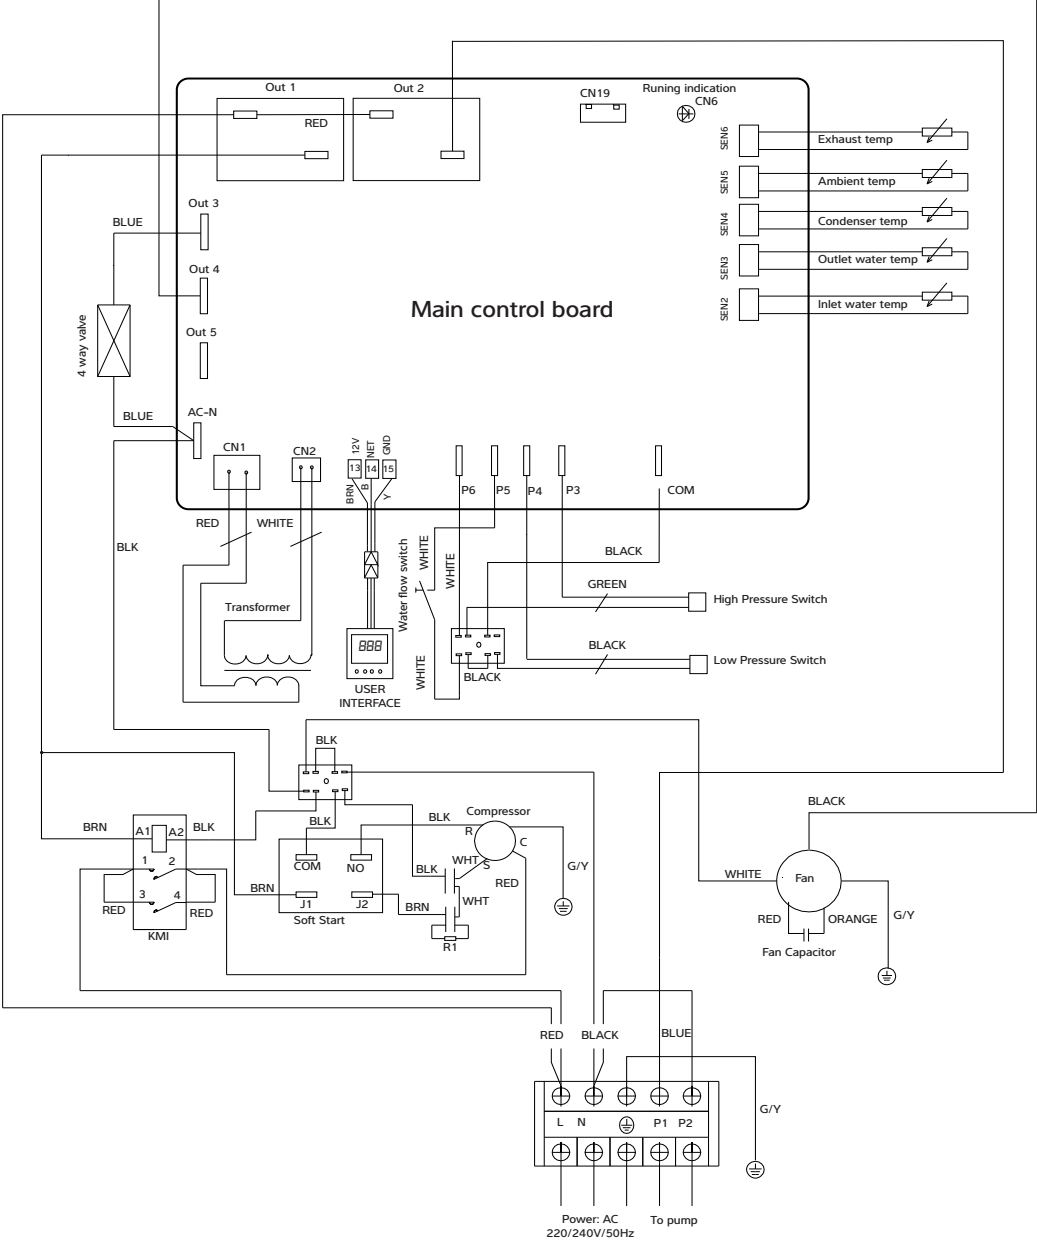 Out 1
Out 2
RED
CN19
Runing indication
CN6
SEN6
Exhaust temp
SEN5
Ambient temp
SEN4
Condenser temp
SEN3
Outlet water temp
SEN2
Inlet water temp
Out 3
BLUE
Out 4
Main control board
4 way valve
Out 5
BLUE
AC-N
CN1
CN2
12V
NET
GND
13
14
15
BRN
B
Y
P6
P5
P4
P3
COM
RED
WHITE
BLK
Water flow switch
WHITE
WHITE
BLACK
GREEN
High Pressure Switch
Transformer
888
BLACK
Low Pressure Switch
WHITE
BLACK
USER
INTERFACE
BLK
BLACK
Compressor
BRN
A1
A2
BLK
BLK
BLK
R
C
COM
NO
BLK
WHT
S
RED
G/Y
WHITE
Fan
1
2
3
4
RED
RED
KMI
BRN
J1
J2
Soft Start
BRN
WHT
R1
RED
ORANGE
G/Y
Fan Capacitor
RED
BLACK
BLUE
G/Y
L
N
P1
P2
Power: AC
220/240V/50Hz
To pump